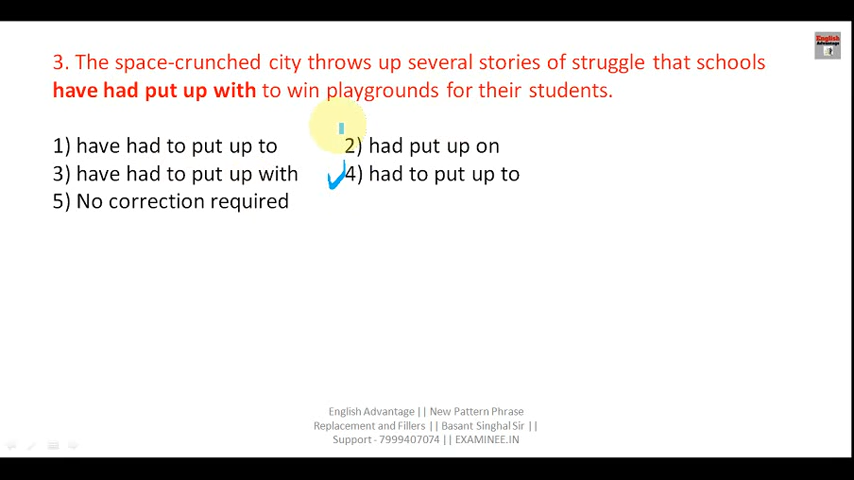 English
Advantage
3. The space-crunched city throws up several stories of struggle that schools
have had put up with to win playgrounds for their students.
1) have had to put up to 2) had put up on
3) have had to put up with 4) had to put up to
5) No correction required
English Advantage || New Pattern Phrase
Replacement and Fillers || Basant Singhal Sir ||
Support - 7999407074 || EXAMINEE.IN